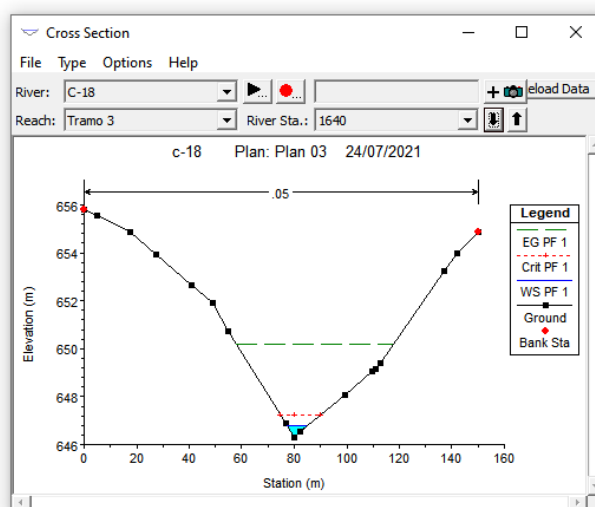 Cross Section
File Type Options Help
River: C-18 ... ... + eload Data
Reach: Tramo 3 River Sta.: 1640
c-18 Plan: Plan 03 24/07/2021
.05
656
654
652
650
648
646
0 20 40 60 80 100 120 140 160
Elevation (m)
Station (m)
Legend
EG PF 1
Crit PF 1
WS PF 1
Ground
Bank Sta